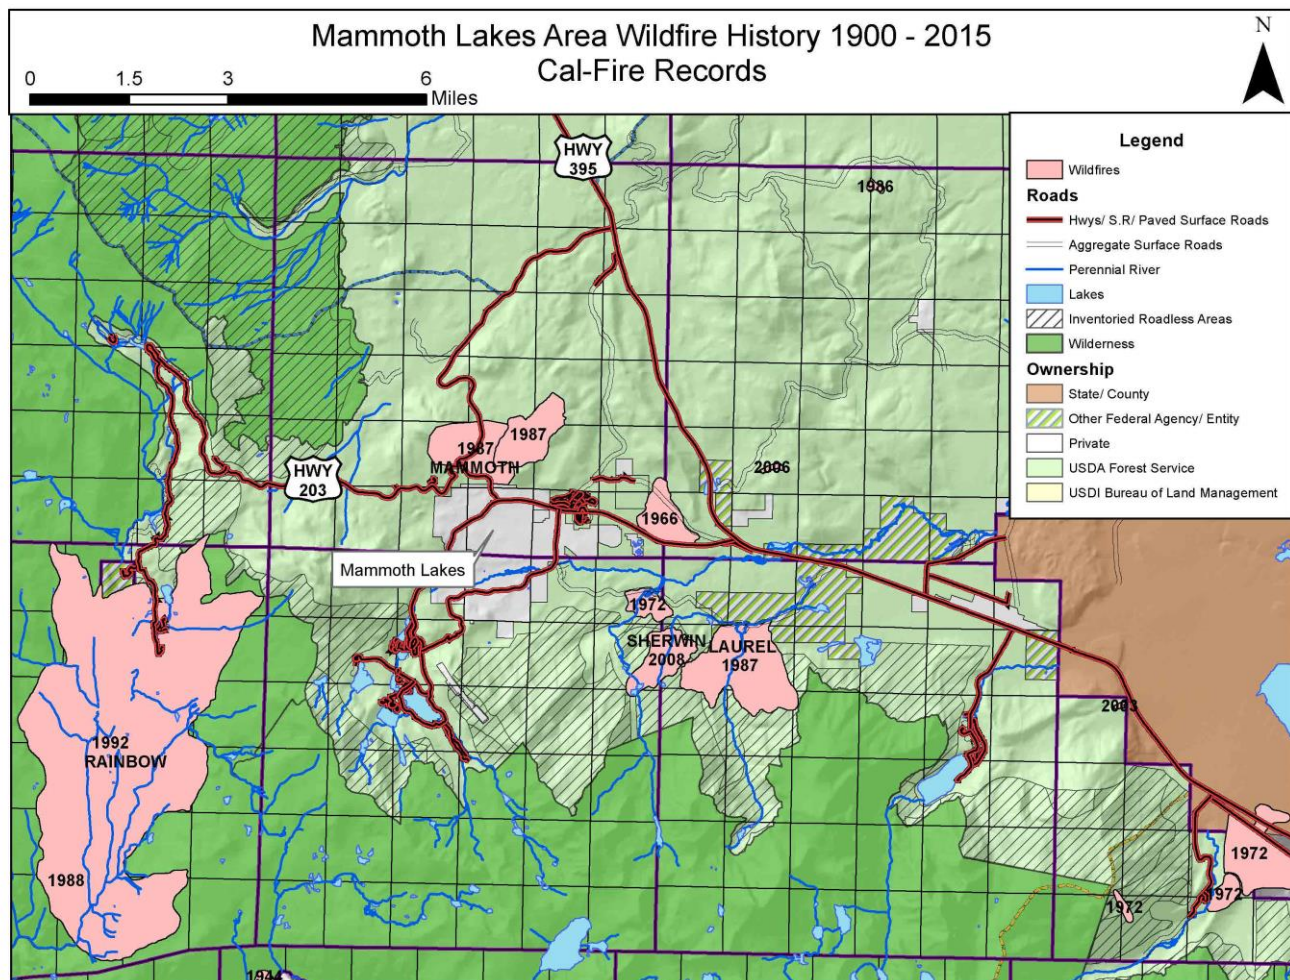 Mammoth Lakes Area Wildfire History 1900 - 2015
Cal-Fire Records
N
0 1.5 3 6
Miles
Legend
Wildfires
Roads
Hwys/ S.R/ Paved Surface Roads
Aggregate Surface Roads
Perennial River
Lakes
Inventoried Roadless Areas
Wilderness
Ownership
State/ County
Other Federal Agency/ Entity
Private
USDA Forest Service
USDI Bureau of Land Management
HWY
395
1986
1987
1987
MAMMOTH
HWY
203
2006
1966
Mammoth Lakes
1972
SHERWIN
2008
LAUREL
1987
2003
1992
RAINBOW
1988
1972
1972
1972
1944